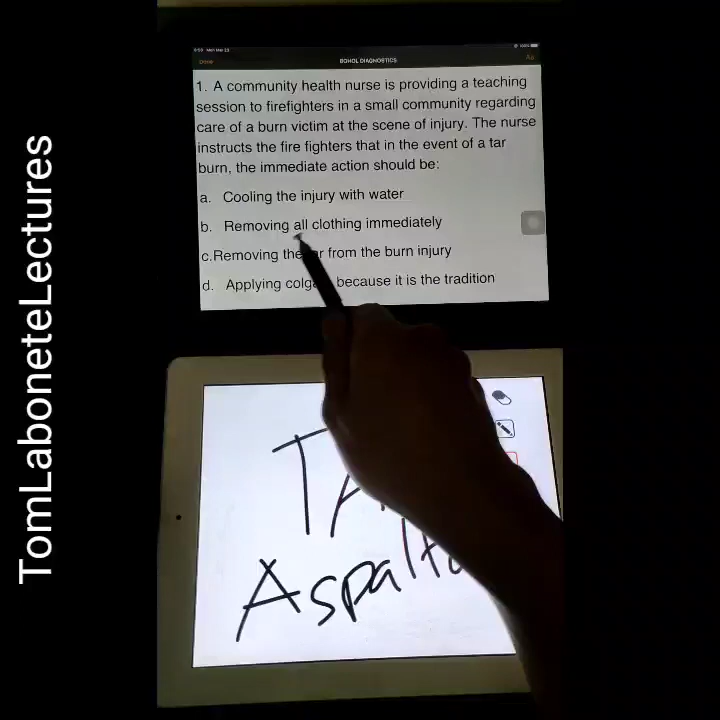 TomLaboneteLectures
Done
BOHOL DIAGNOSTICS
1. A community health nurse is providing a teaching
session to firefighters in a small community regarding
care of a burn victim at the scene of injury. The nurse
instructs the fire fighters that in the event of a tar
burn, the immediate action should be:
a. Cooling the injury with water
b. Removing all clothing immediately
c.Removing the from the burn injury
d. Applying because it is the tradition